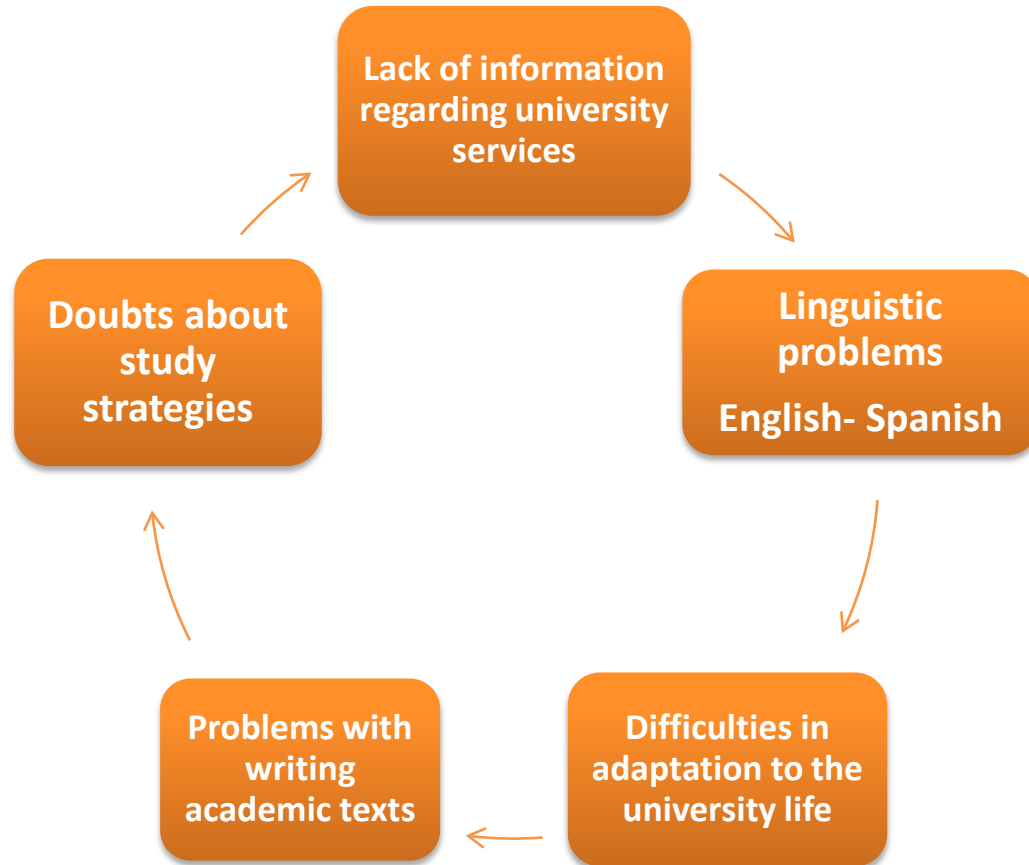 Lack of information
regarding university
services
Linguistic
problems
English- Spanish
Difficulties in
adaptation to the
university life
Problems with
writing
academic texts
Doubts about
study
strategies